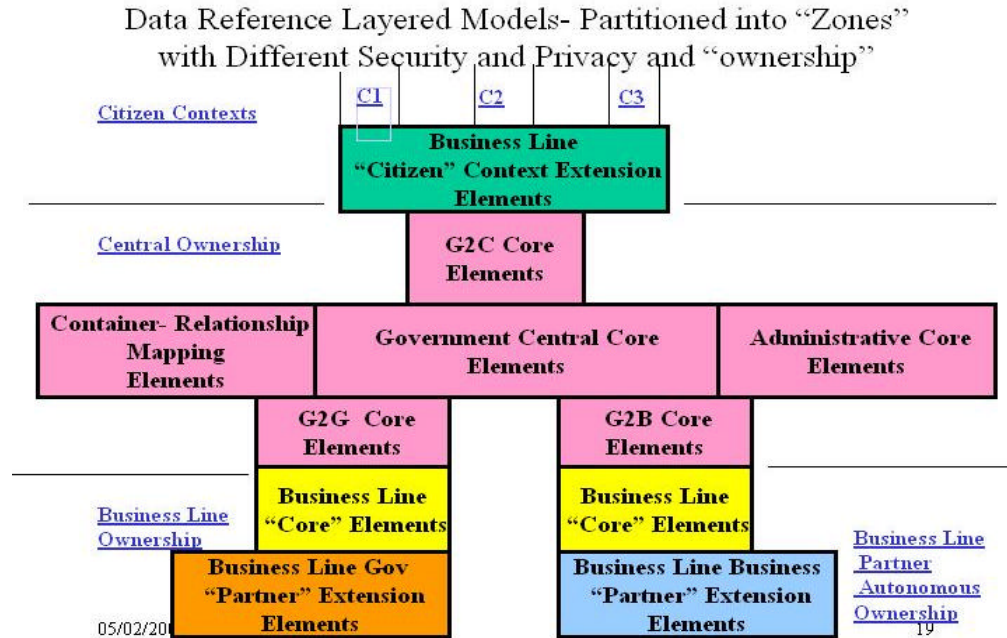 Data Reference Layered Models- Partitioned into “Zones”
with Different Security and Privacy and “ownership”
Citizen Contexts
C1
C2
C3
Business Line
“Citizen” Context Extension
Elements
Central Ownership
G2C Core
Elements
Container- Relationship
Mapping
Elements
Government Central Core
Elements
Administrative Core
Elements
G2G Core
Elements
G2B Core
Elements
Business Line
Ownership
Business Line
“Core” Elements
Business Line
“Core” Elements
Business Line
Partner
Autonomous
Ownership
Business Line Gov
“Partner” Extension
Elements
Business Line Business
“Partner” Extension
Elements
19